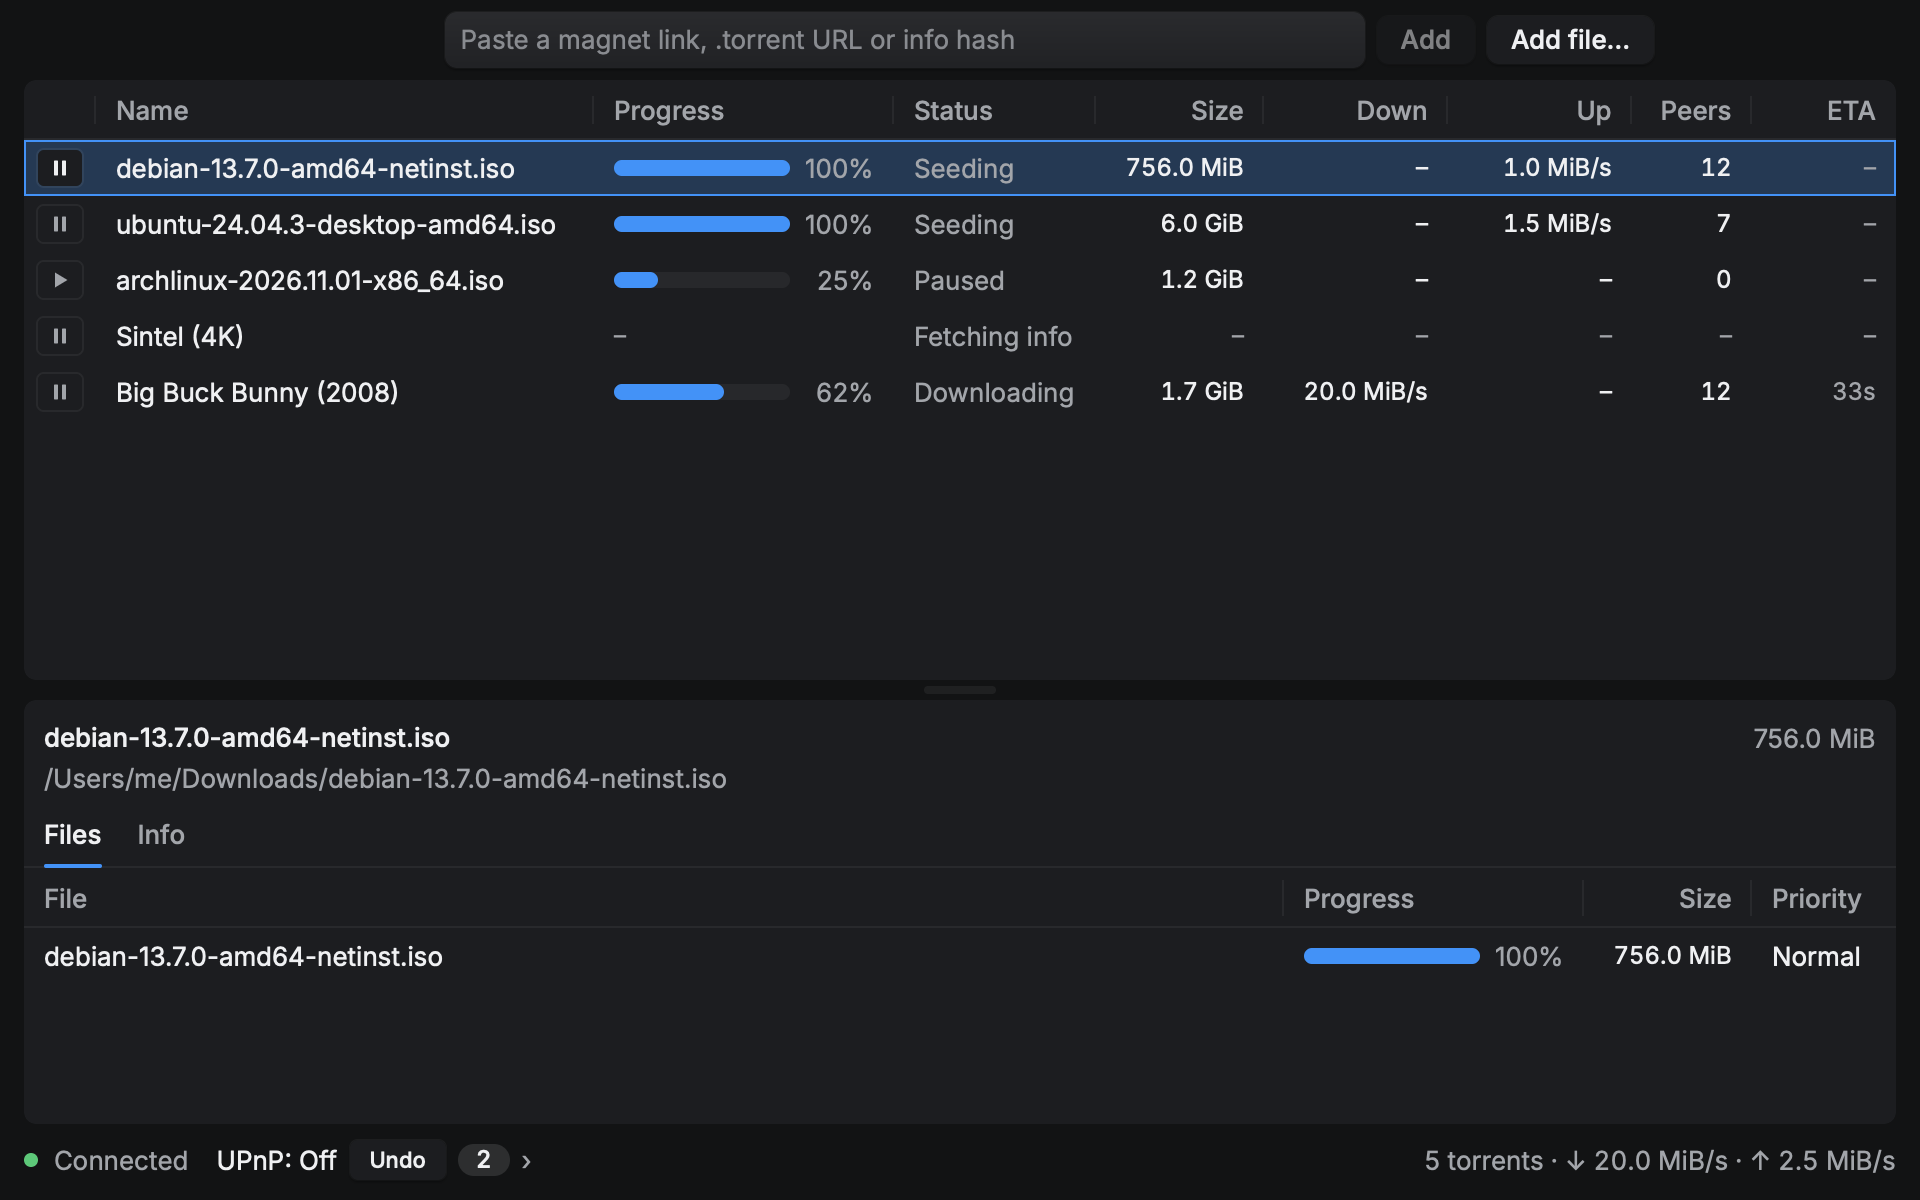 Paste a magnet link, .torrent URL or info hash Add Add file...
Name Progress Status Size Down Up Peers ETA
debian-13.7.0-amd64-netinst.iso 100% Seeding 756.0 MiB – 1.0 MiB/s 12 –
ubuntu-24.04.3-desktop-amd64.iso 100% Seeding 6.0 GiB – 1.5 MiB/s 7 –
archlinux-2026.11.01-x86_64.iso 25% Paused 1.2 GiB – – 0 –
Sintel (4K) – Fetching info – – – – –
Big Buck Bunny (2008) 62% Downloading 1.7 GiB 20.0 MiB/s – 12 33s
debian-13.7.0-amd64-netinst.iso 756.0 MiB
/Users/me/Downloads/debian-13.7.0-amd64-netinst.iso
Files Info
File Progress Size Priority
debian-13.7.0-amd64-netinst.iso 100% 756.0 MiB Normal
Connected UPnP: Off Undo 2 › 5 torrents · ↓ 20.0 MiB/s · ↑ 2.5 MiB/s